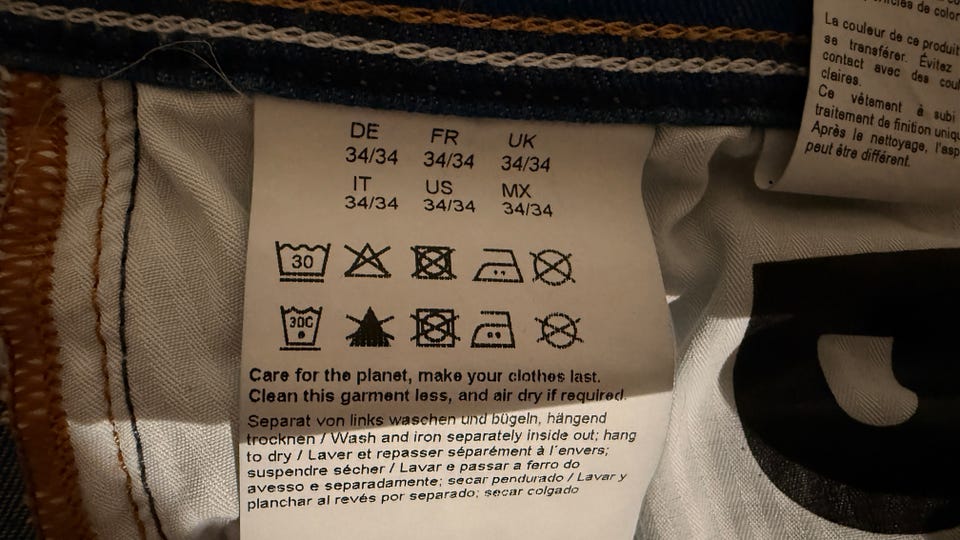 DE FR UK
34/34 34/34 34/34
IT US MX
34/34 34/34 34/34
30
30C
Care for the planet, make your clothes last.
Clean this garment less, and air dry if required.
Separat von links waschen und bügeln, hängend
trocknen / Wash and iron separately inside out; hang
to dry / Laver et repasser séparément à l'envers;
suspendre sécher / Lavar e passar a ferro do
avesso e separadamente; secar pendurado / Lavar y
planchar al revés por separado; secar colgado
de color
La couleur de ce produit
se transférer. Évitez
contact avec des
claires.
Ce vêtement à subi
traitement de finition
Après le nettoyage,
peut être différent.